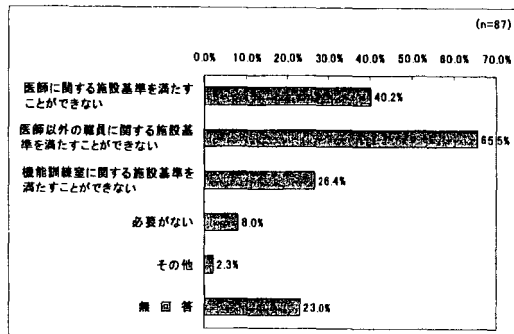 (n=87)
0.0% 10.0% 20.0% 30.0% 40.0% 50.0% 60.0% 70.0%
医師に関する施設基準を満たす
ことができない
40.2%
医師以外の職員に関する施設基
準を満たすことができない
65.5%
機能訓練室に関する施設基準を
満たすことができない
26.4%
必要がない
8.0%
その他
2.3%
無 回 答
23.0%